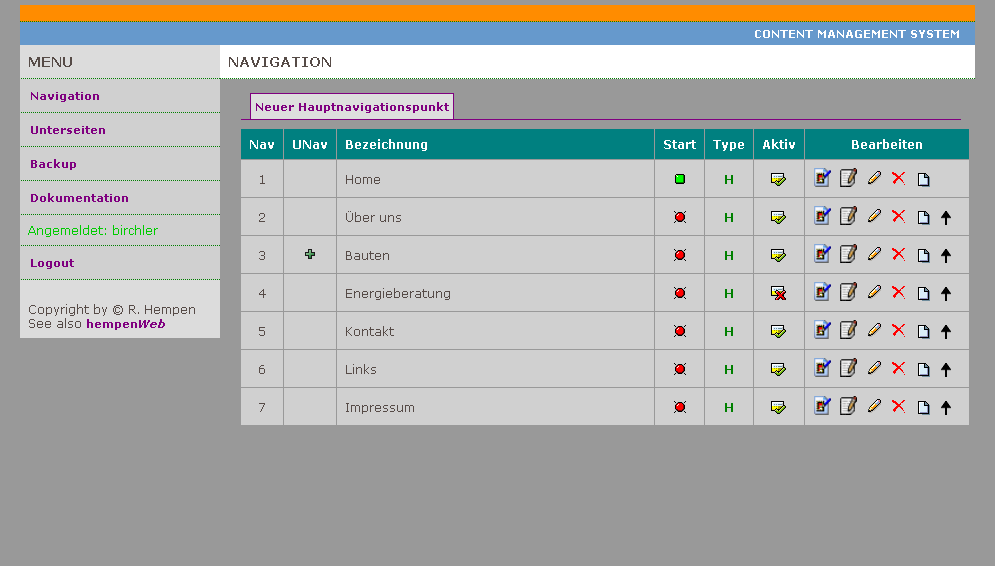 CONTENT MANAGEMENT SYSTEM
MENU
NAVIGATION
Navigation
Unterseiten
Backup
Dokumentation
Angemeldet: birchler
Logout
Copyright by © R. Hempen
See also hempenWeb
Neuer Hauptnavigationspunkt
Nav UNav Bezeichnung Start Type Aktiv Bearbeiten
1 Home H
2 Über uns H
3 Bauten H
4 Energieberatung H
5 Kontakt H
6 Links H
7 Impressum H